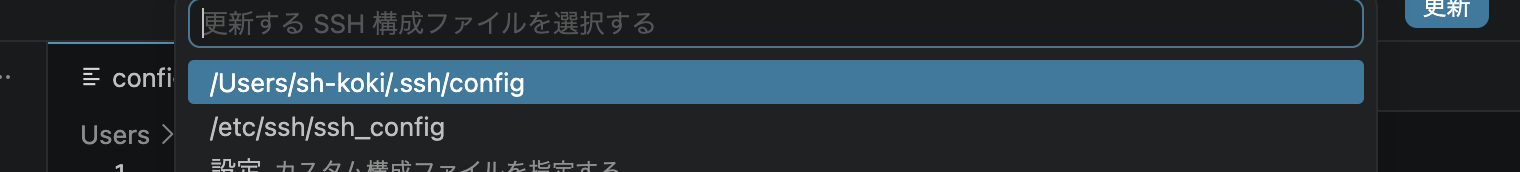 更新する SSH 構成ファイルを選択する
更新
/Users/sh-koki/.ssh/config
confi
/etc/ssh/ssh_config
Users >
設定 カスタム構成ファイルを指定する
1